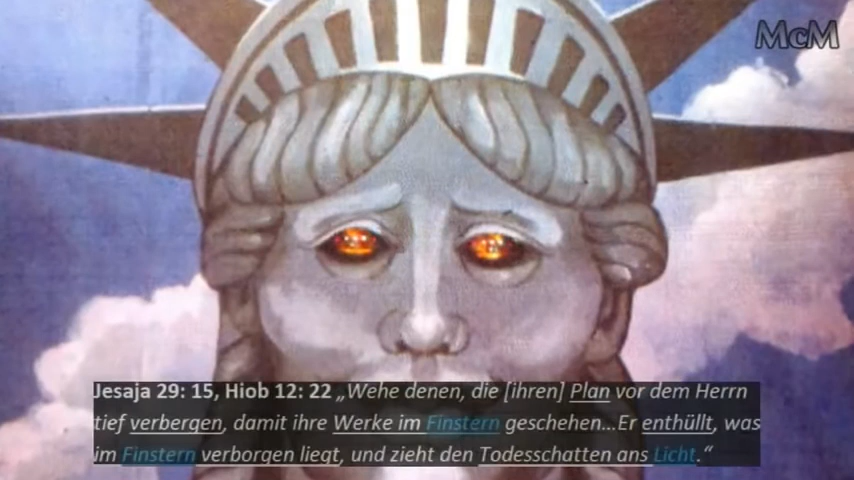 McM
Jesaja 29: 15, Hiob 12: 22 „Wehe denen, die [ihren] Plan vor dem Herrn
tief verbergen, damit ihre Werke im Finstern geschehen...Er enthüllt, was
im Finstern verborgen liegt, und zieht den Todesschatten ans Licht.“